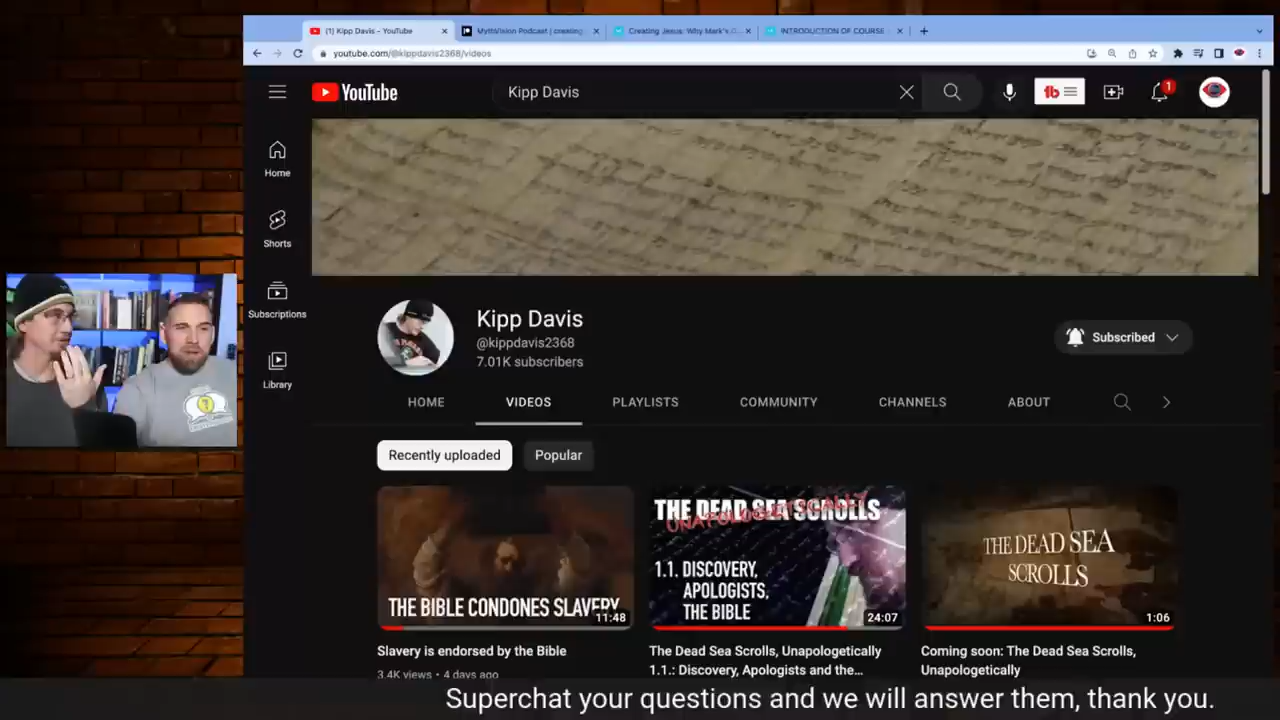 (1) Kipp Davis - YouTube
MythVision Podcast | creating
Creating Jesus: Why Mark's G
INTRODUCTION OF COURSE
youtube.com/@kippdavis2368/videos
YouTube
Kipp Davis
1
Home
Shorts
Subscriptions
Library
Kipp Davis
@kippdavis2368
7.01K subscribers
Subscribed
HOME
VIDEOS
PLAYLISTS
COMMUNITY
CHANNELS
ABOUT
Recently uploaded
Popular
THE BIBLE CONDONES SLAVERY
11:48
THE DEAD SEA SCROLLS
UNAPOLOGETICALLY
1.1. DISCOVERY,
APOLOGISTS,
THE BIBLE
24:07
THE DEAD SEA
SCROLLS
1:06
Slavery is endorsed by the Bible
3.4K views • 4 days ago
The Dead Sea Scrolls, Unapologetically
1.1.: Discovery, Apologists and the...
Coming soon: The Dead Sea Scrolls,
Unapologetically
Superchat your questions and we will answer them, thank you.